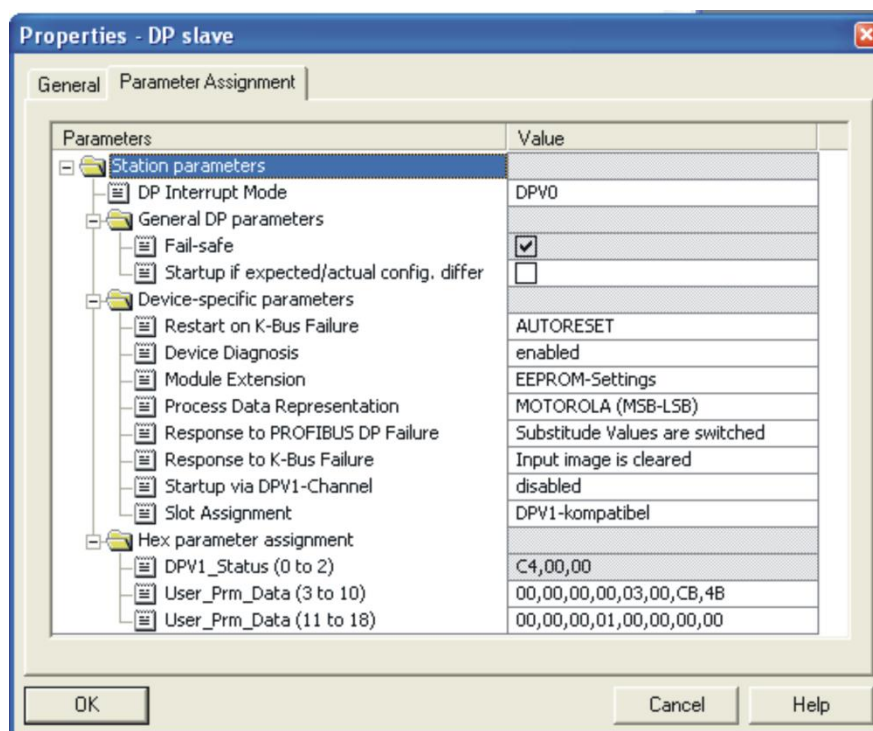 Properties - DP slave
General Parameter Assignment
Parameters Value
Station parameters
DP Interrupt Mode DPV0
General DP parameters
Fail-safe
Startup if expected/actual config. differ
Device-specific parameters
Restart on K-Bus Failure AUTORESET
Device Diagnosis enabled
Module Extension EEPROM-Settings
Process Data Representation MOTOROLA (MSB-LSB)
Response to PROFIBUS DP Failure Substitude Values are switched
Response to K-Bus Failure Input image is cleared
Startup via DPV1-Channel disabled
Slot Assignment DPV1-kompatibel
Hex parameter assignment
DPV1_Status (0 to 2) C4,00,00
User_Prm_Data (3 to 10) 00,00,00,00,03,00,CB,4B
User_Prm_Data (11 to 18) 00,00,00,01,00,00,00,00
OK Cancel Help